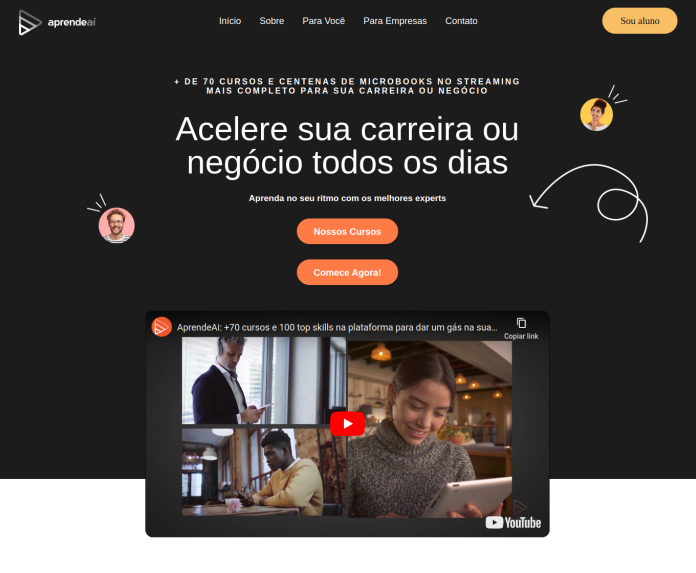 aprendeaí
Início Sobre Para Você Para Empresas Contato
Sou aluno
+ DE 70 CURSOS E CENTENAS DE MICROBOOKS NO STREAMING
MAIS COMPLETO PARA SUA CARREIRA OU NEGÓCIO
Acelere sua carreira ou
negócio todos os dias
Aprenda no seu ritmo com os melhores experts
Nossos Cursos
Comece Agora!
AprendeAi: +70 cursos e 100 top skills na plataforma para dar um gás na sua...
Copiar link
YouTube